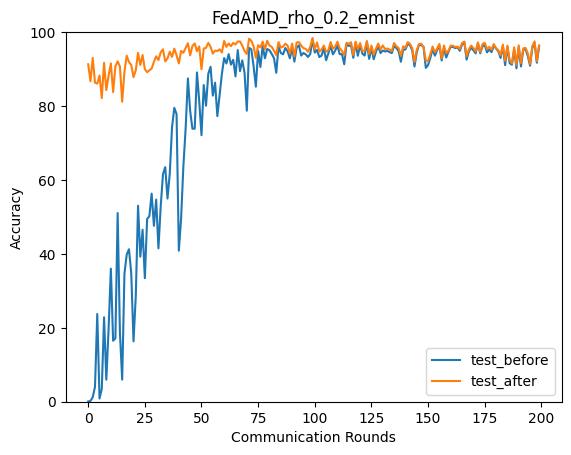 FedAMD_rho_0.2_emnist
100
80
60
40
20
0
Accuracy
0 25 50 75 100 125 150 175 200
Communication Rounds
test_before
test_after